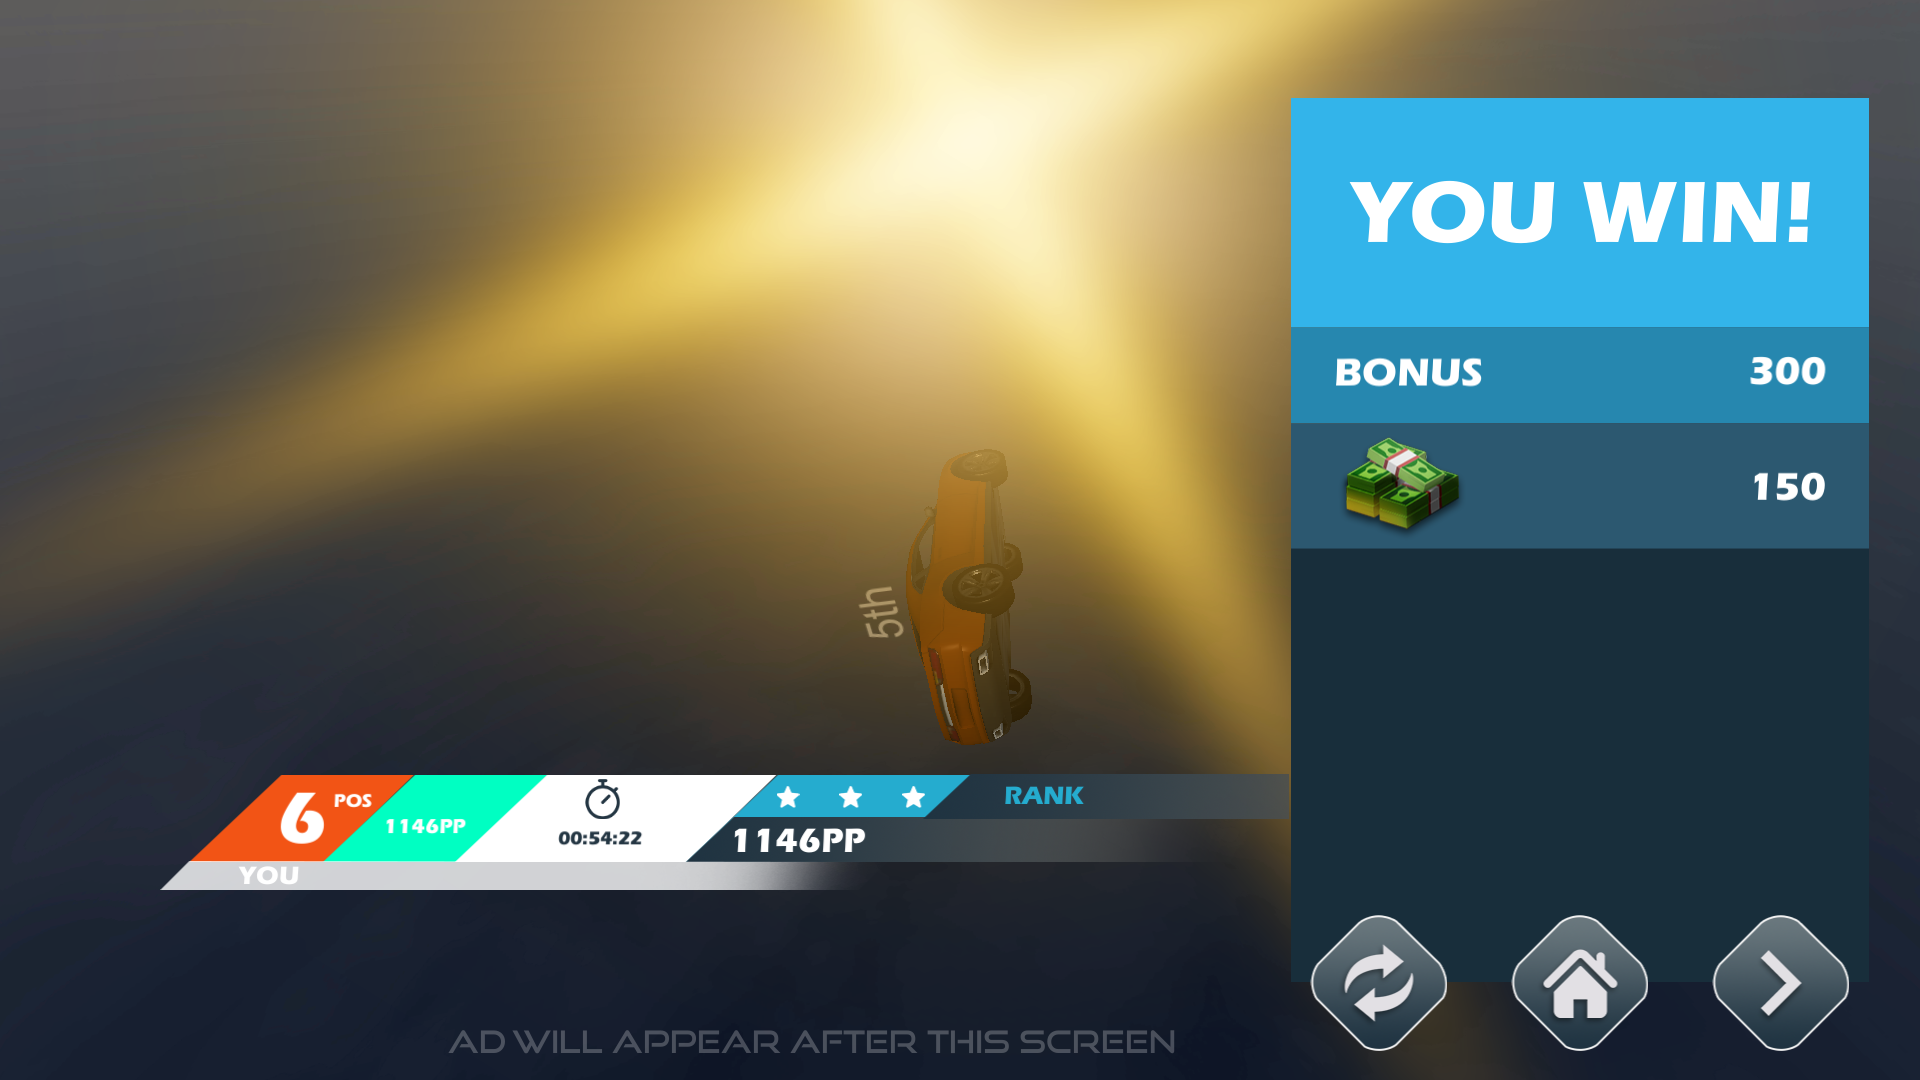 YOU WIN!
BONUS 300
150
5th
6 POS
1146PP
00:54:22
RANK
1146PP
YOU
AD WILL APPEAR AFTER THIS SCREEN